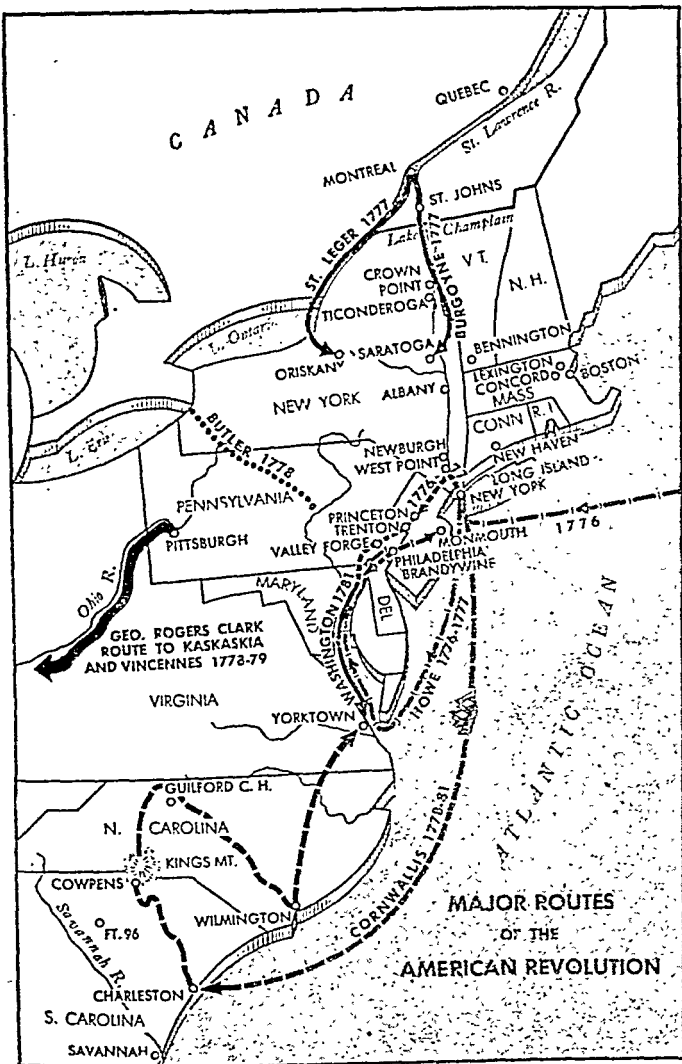 CANADA
QUEBEC
St. Lawrence R.
MONTREAL
ST. JOHNS
Lake Champlain
ST. LEGER 1777
BURGOYNE-1777
L. Huron
CROWN
POINT
VT.
N. H.
TICONDEROGA
L. Ontario
ORISKANY
SARATOGA
BENNINGTON
LEXINGTON
CONCORD
MASS
BOSTON
NEW YORK
ALBANY
CONN
R. I
L. Erie
BUTLER 1778
NEWBURGH
WEST POINT
NEW HAVEN
LONG ISLAND
NEW YORK
1776
PENNSYLVANIA
PRINCETON
TRENTON
1776
PITTSBURGH
VALLEY FORGE
MONMOUTH
PHILADELPHIA
BRANDYWINE
Ohio R.
MARYLAND
DEL
WASHINGTON 1781
HOWE 1776-1777
GEO. ROGERS CLARK
ROUTE TO KASKASKIA
AND VINCENNES 1778-79
VIRGINIA
YORKTOWN
ATLANTIC OCEAN
GUILFORD C. H.
N. CAROLINA
KINGS MT.
COWPENS
WILMINGTON
CORNWALLIS 1778-81
Savannah R.
FT. 96
CHARLESTON
S. CAROLINA
SAVANNAH
MAJOR ROUTES
OF THE
AMERICAN REVOLUTION